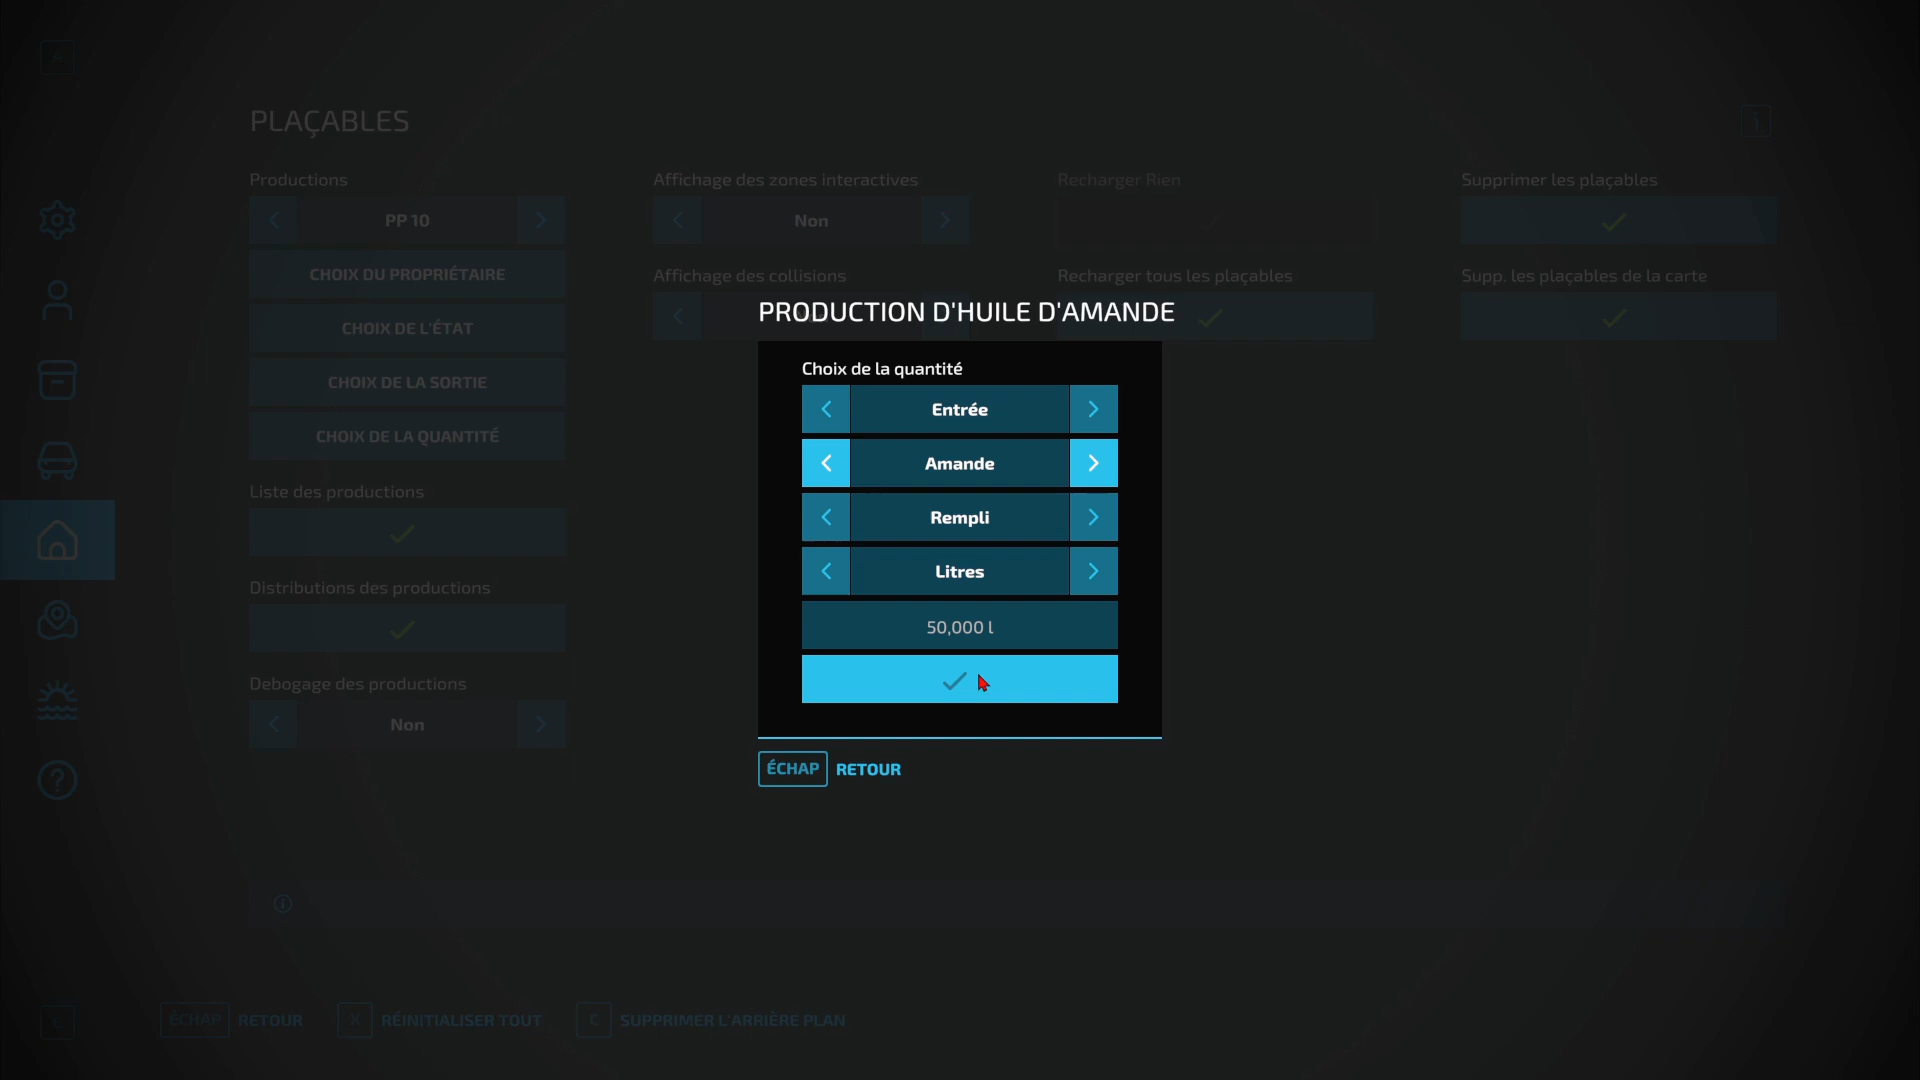 PLAÇABLES
Productions
PP 10
CHOIX DU PROPRIÉTAIRE
CHOIX DE L'ÉTAT
CHOIX DE LA SORTIE
CHOIX DE LA QUANTITÉ
Liste des productions
Distributions des productions
Debogage des productions
Non
Affichage des zones interactives
Non
Affichage des collisions
Recharger Rien
Recharger tous les plaçables
Supprimer les plaçables
Supp. les plaçables de la carte
PRODUCTION D'HUILE D'AMANDE
Choix de la quantité
Entrée
Amande
Rempli
Litres
50,000 l
ÉCHAP RETOUR
ÉCHAP RETOUR X RÉINITIALISER TOUT C SUPPRIMER L'ARRIÈRE PLAN